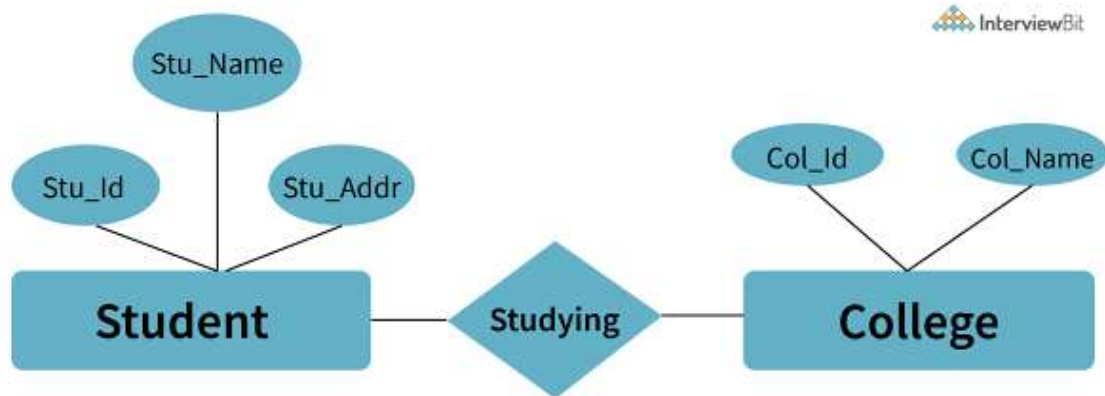 InterviewBit
Stu_Name
Stu_Id
Stu_Addr
Col_Id
Col_Name
Student
Studying
College